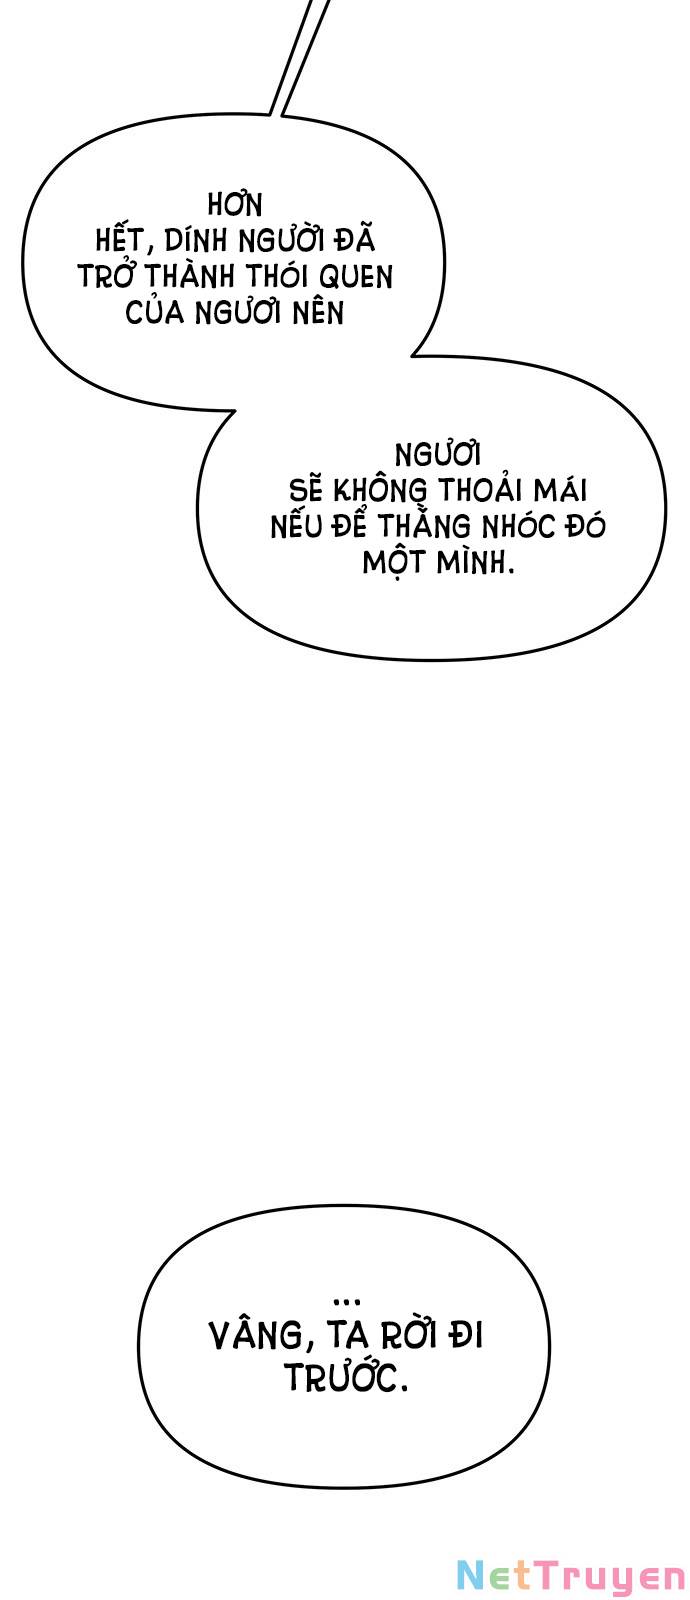 HƠN
HẾT, DÍNH NGƯỜI ĐÃ
TRỞ THÀNH THÓI QUEN
CỦA NGƯƠI NÊN
NGƯƠI
SẼ KHÔNG THOẢI MÁI
NẾU ĐỂ THẰNG NHÓC ĐÓ
MỘT MÌNH.
...
VÂNG, TA RỜI ĐI
TRƯỚC.
NetTruyen